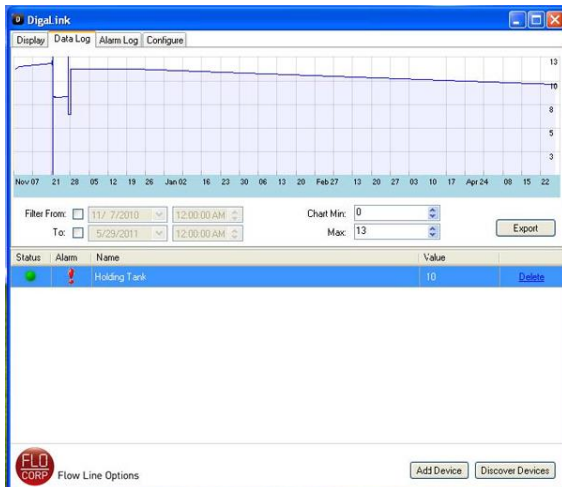 DigaLink
Display Data Log Alarm Log Configure
13
10
8
5
3
Nov 07 21 28 05 12 19 26 Jan 02 16 23 30 06 13 20 Feb 27 13 20 27 03 10 17 Apr 24 08 15 22
Filter From: 11/ 7/2010 12:00:00 AM Chart Min: 0
To: 5/29/2011 12:00:00 AM Max: 13 Export
Status Alarm Name Value
Holding Tank 10 Delete
FLO
CORP Flow Line Options Add Device Discover Devices